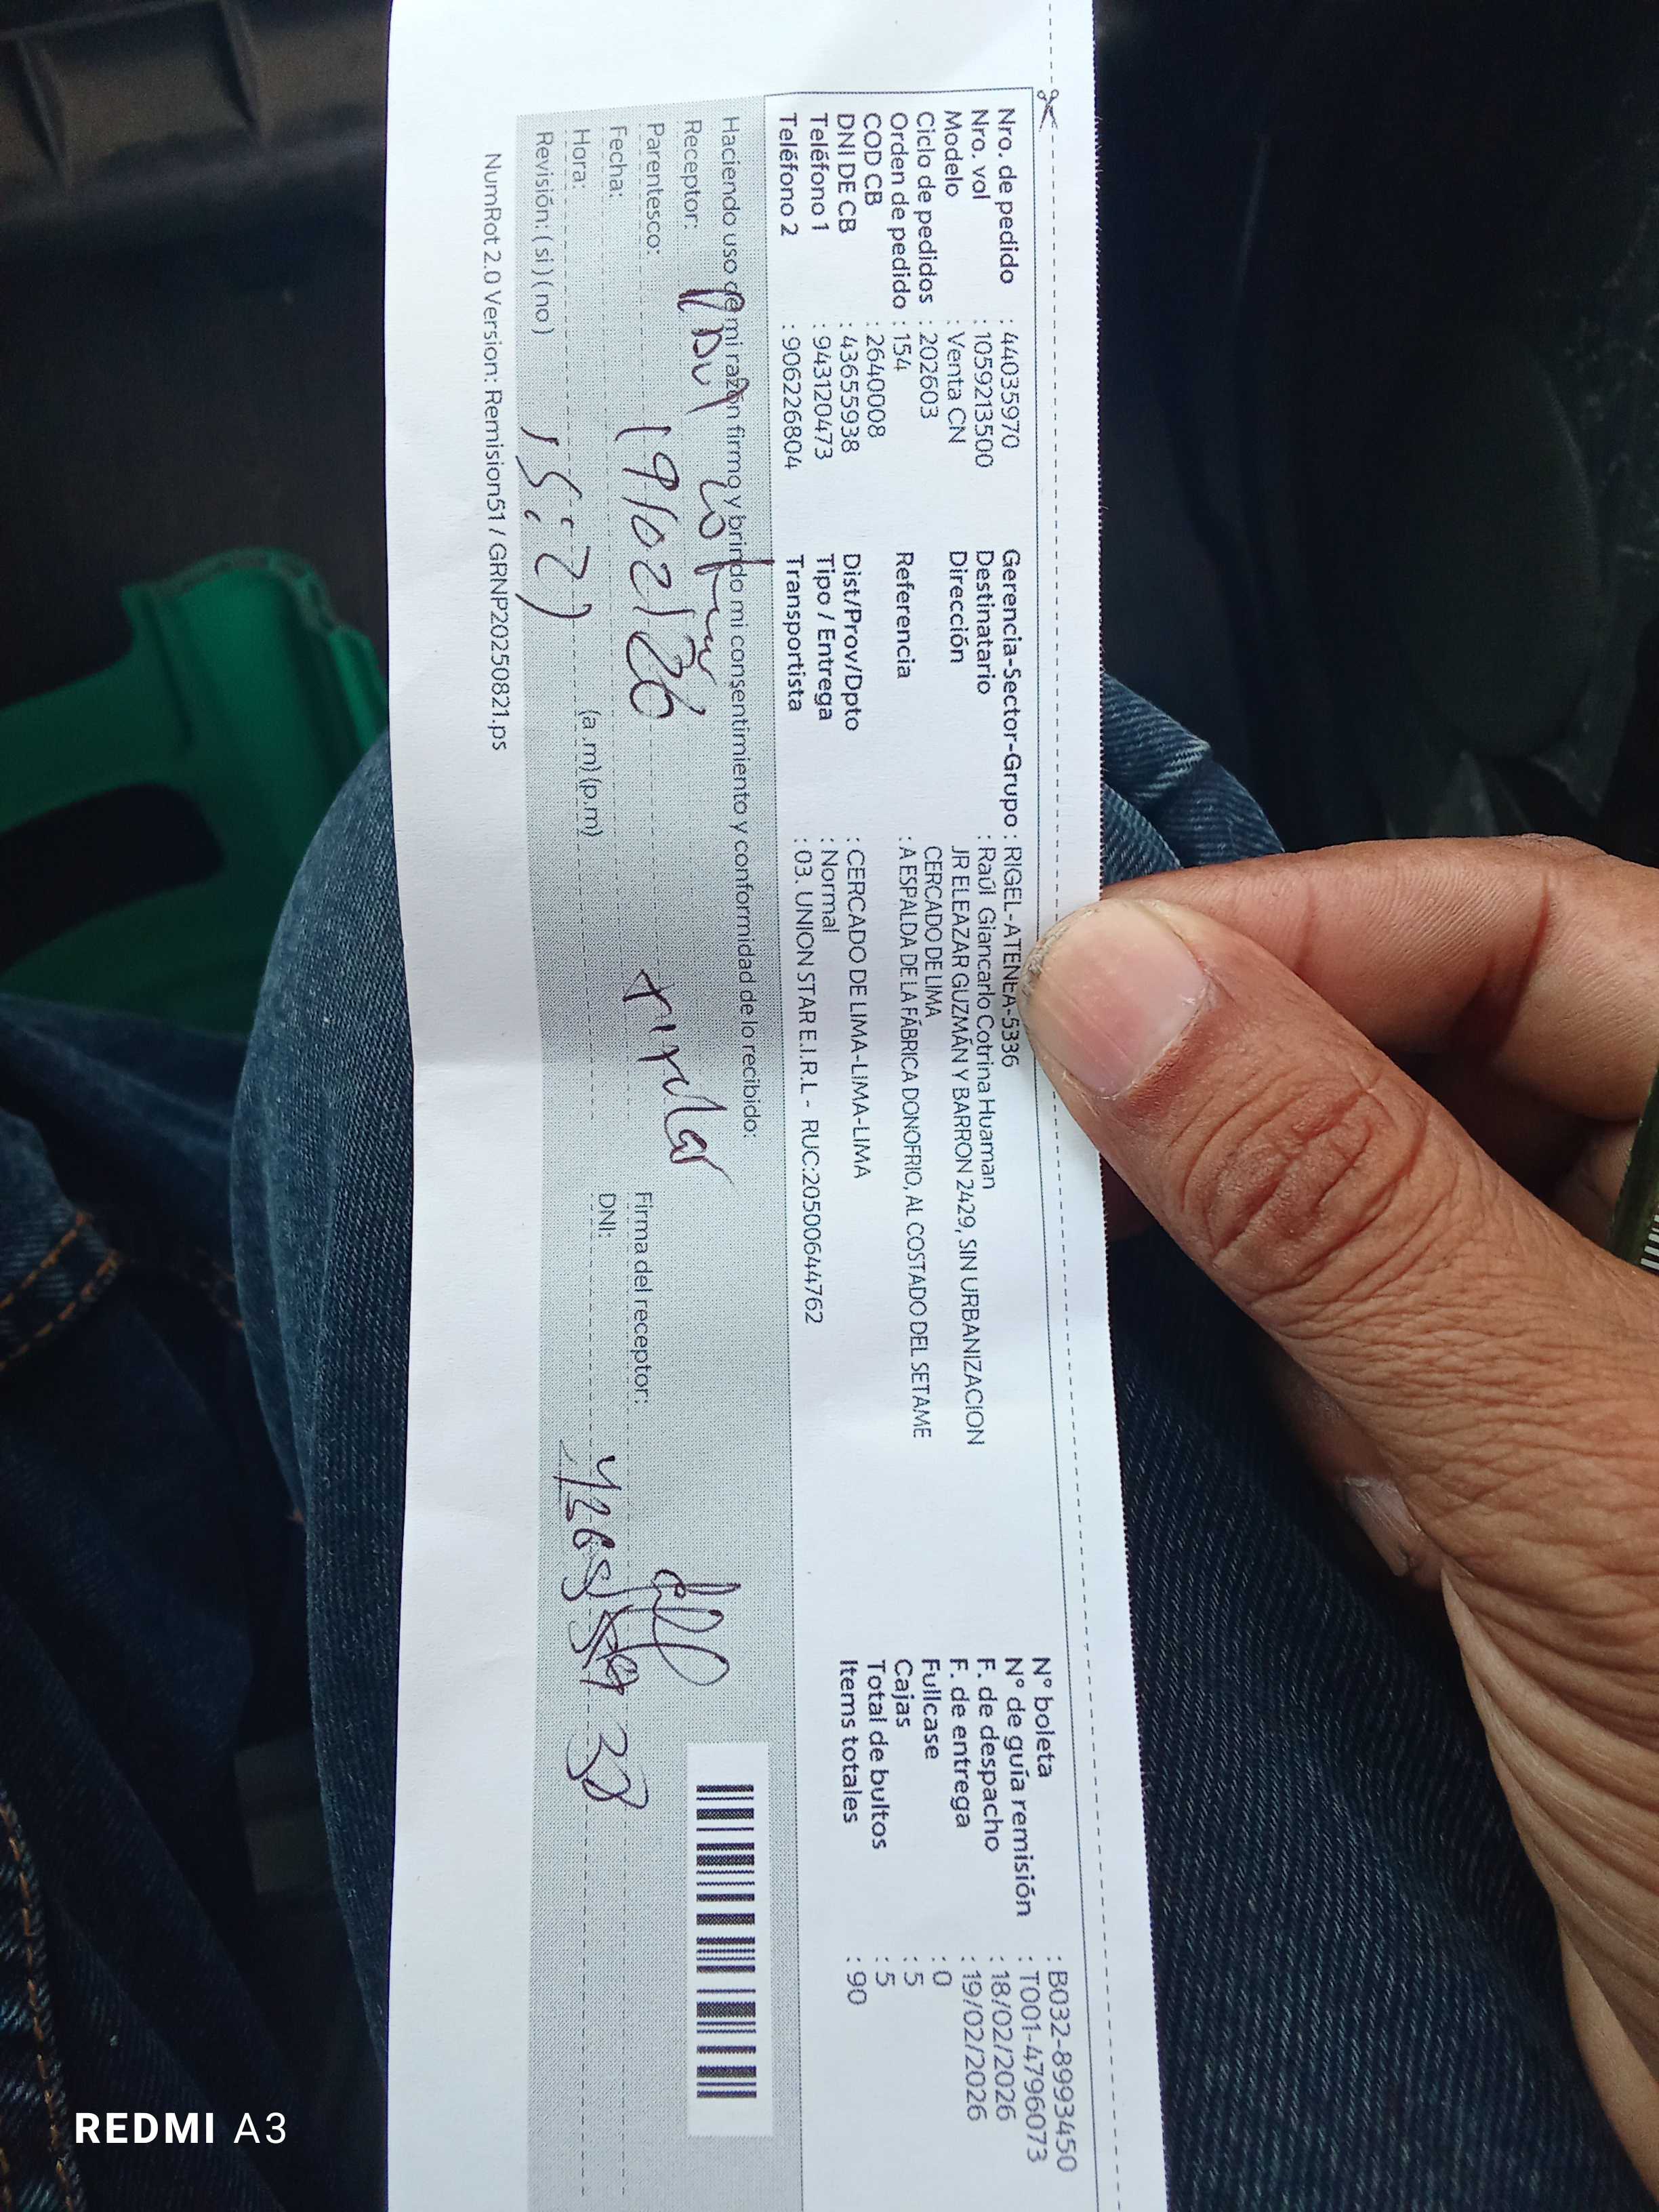 Nro. de pedido : 44035970
Nro. vol : 1059213500
Modelo : Venta CN
Ciclo de pedidos : 202603
Orden de pedido : 154
COD CB : 2640008
DNI DE CB : 43655938
Teléfono 1 : 943120473
Teléfono 2 : 906226804
Gerencia-Sector-Grupo : RIGEL-ATENEA-5336
Destinatario : Raúl Giancarlo Cotrina Huaman
Dirección JR ELEAZAR GUZMÁN Y BARRON 2429, SIN URBANIZACION
CERCADO DE LIMA
Referencia : A ESPALDA DE LA FÁBRICA DONOFRIO, AL COSTADO DEL SETAME
Dist/Prov/Dpto : CERCADO DE LIMA-LIMA-LIMA
Tipo / Entrega : Normal
Transportista : 03. UNION STAR E.I.R.L - RUC:20500644762
N° boleta : B032-8993450
N° de guía remisión : T001-4796073
F. de despacho : 18/02/2026
F. de entrega : 19/02/2026
Fullcase : 0
Cajas : 5
Total de bultos : 5
Items totales : 90
Haciendo uso de mi razón firmo y brindo mi consentimiento y conformidad de lo recibido:
Receptor:
Parentesco: titular
Fecha: 19/02/26
Hora: 15:27 (a .m) (p.m)
Revisión: ( si ) ( no )
Firma del receptor:
DNI:
NumRot 2.0 Version: Remision51 / GRNP20250821.ps
REDMI A3